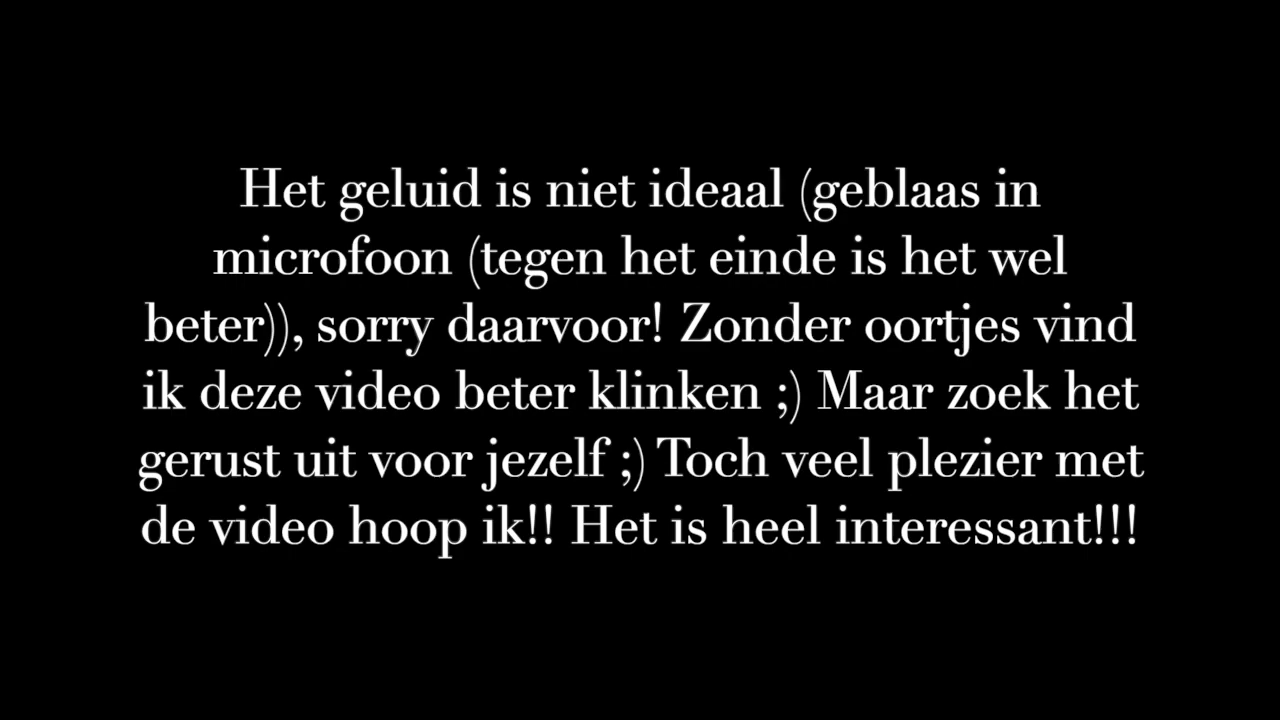 Het geluid is niet ideaal (geblaas in
microfoon (tegen het einde is het wel
beter)), sorry daarvoor! Zonder oortjes vind
ik deze video beter klinken ;) Maar zoek het
gerust uit voor jezelf ;) Toch veel plezier met
de video hoop ik!! Het is heel interessant!!!